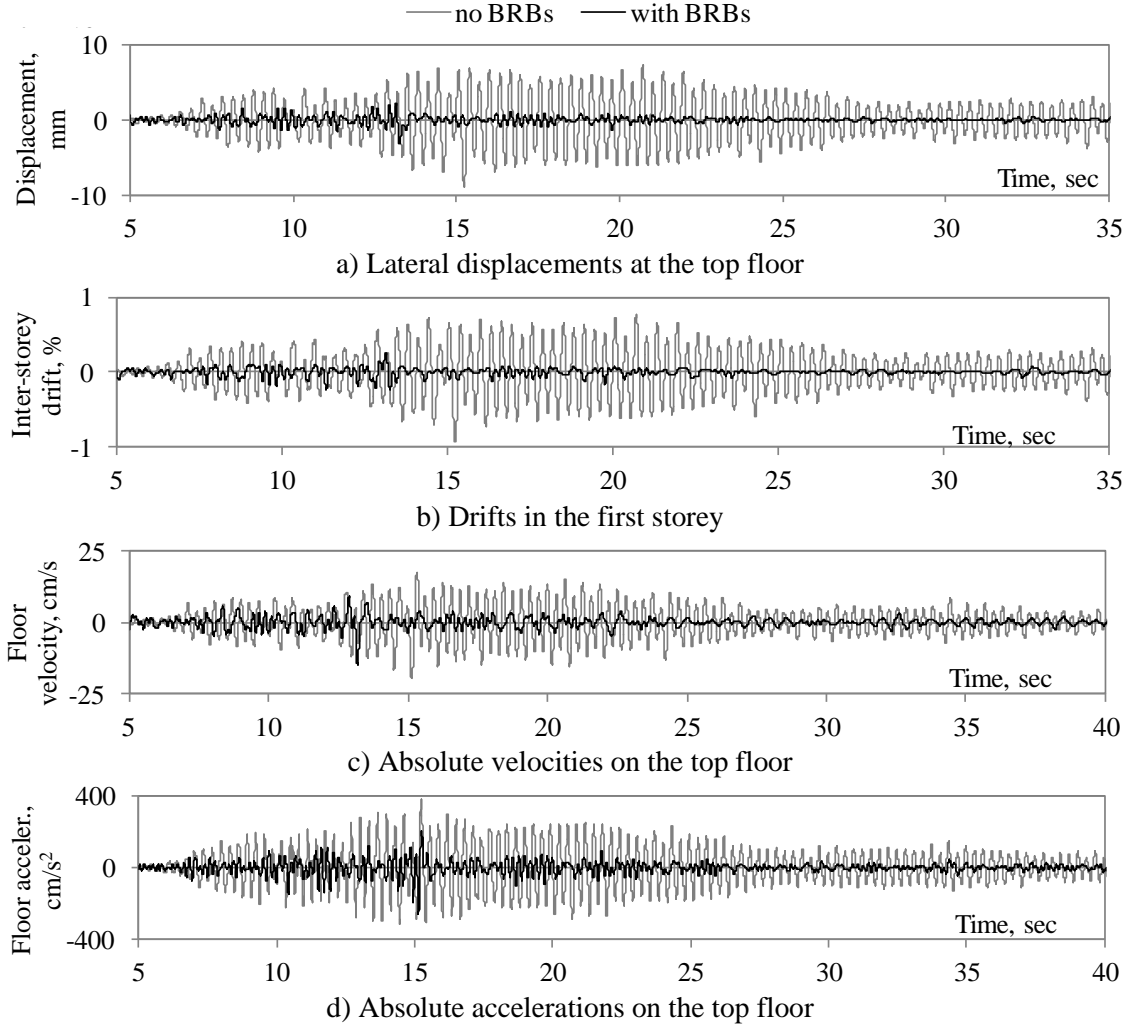 no BRBs with BRBs
Displacement,
mm
10
0
-10
Time, sec
5 10 15 20 25 30 35
a) Lateral displacements at the top floor
Inter-storey
drift, %
1
0
-1
Time, sec
5 10 15 20 25 30 35
b) Drifts in the first storey
Floor
velocity, cm/s
25
0
-25
Time, sec
5 10 15 20 25 30 35 40
c) Absolute velocities on the top floor
Floor acceler.,
cm/s²
400
0
-400
Time, sec
5 10 15 20 25 30 35 40
d) Absolute accelerations on the top floor